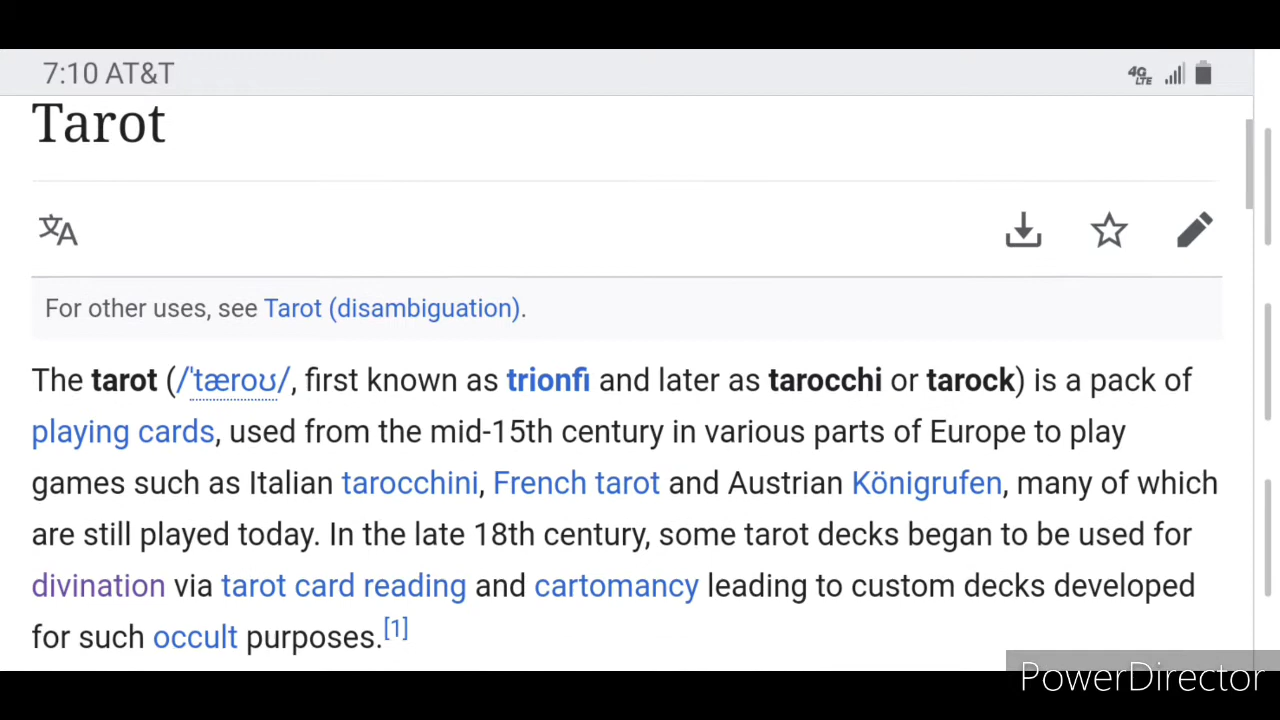 7:10 AT&T
4G LTE
Tarot
文A
For other uses, see Tarot (disambiguation).
The tarot (/ˈtæroʊ/, first known as trionfi and later as tarocchi or tarock) is a pack of
playing cards, used from the mid-15th century in various parts of Europe to play
games such as Italian tarocchini, French tarot and Austrian Königrufen, many of which
are still played today. In the late 18th century, some tarot decks began to be used for
divination via tarot card reading and cartomancy leading to custom decks developed
for such occult purposes.[1]
PowerDirector